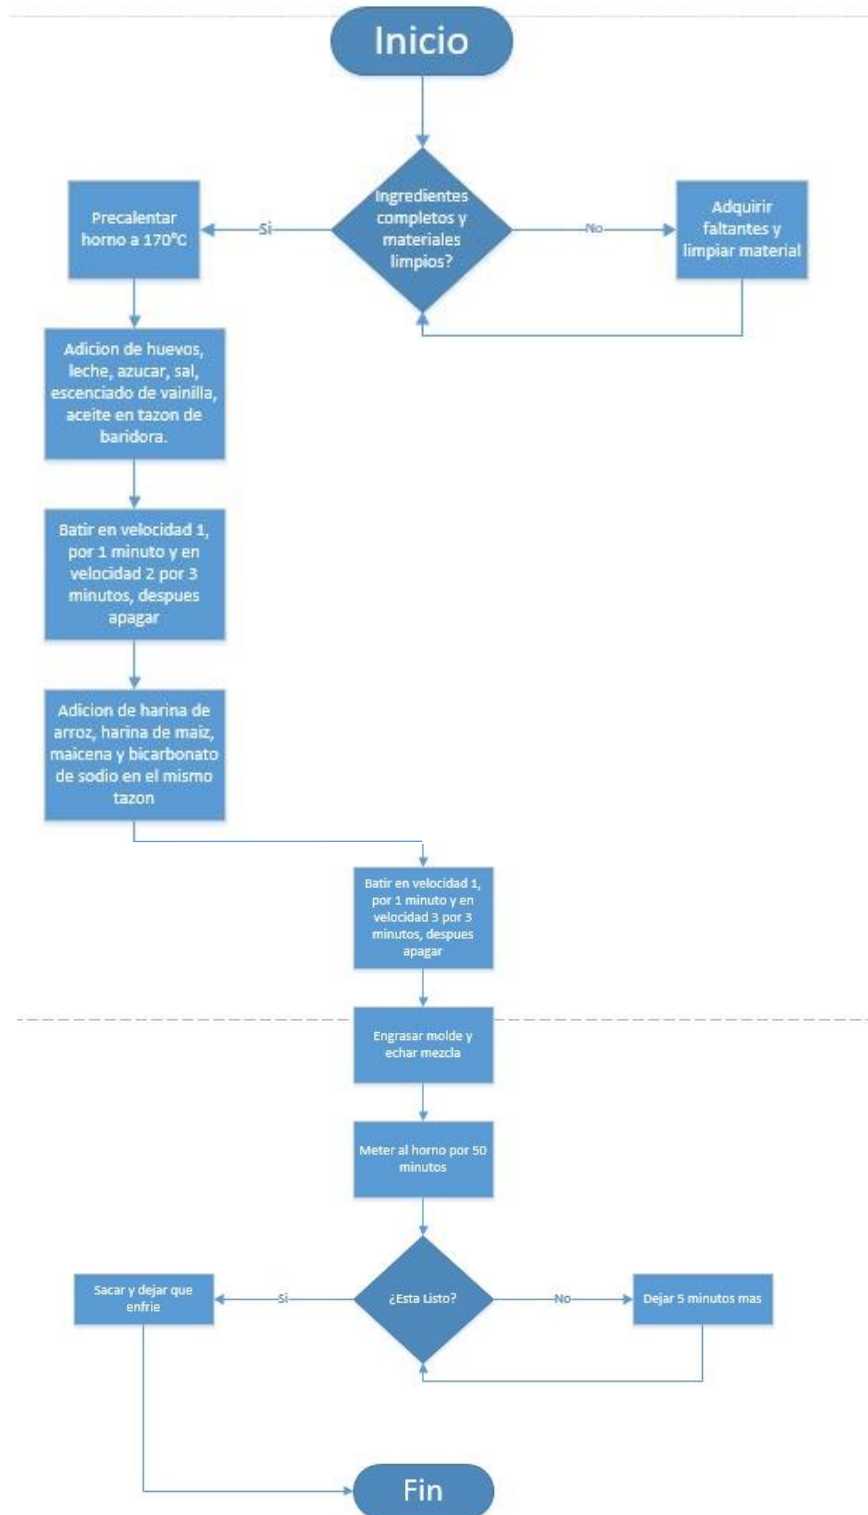 Inicio
Ingredientes
completos y
materiales
limpios?
Si
No
Precalentar
horno a 170°C
Adquirir
faltantes y
limpiar material
Adicion de huevos,
leche, azucar, sal,
escenciado de vainilla,
aceite en tazon de
baridora.
Batir en velocidad 1,
por 1 minuto y en
velocidad 2 por 3
minutos, despues
apagar
Adicion de harina de
arroz, harina de maiz,
maicena y bicarbonato
de sodio en el mismo
tazon
Batir en velocidad 1,
por 1 minuto y en
velocidad 3 por 3
minutos, despues
apagar
Engrasar molde y
echar mezcla
Meter al horno por 50
minutos
¿Esta Listo?
Si
No
Sacar y dejar que
enfrie
Dejar 5 minutos mas
Fin